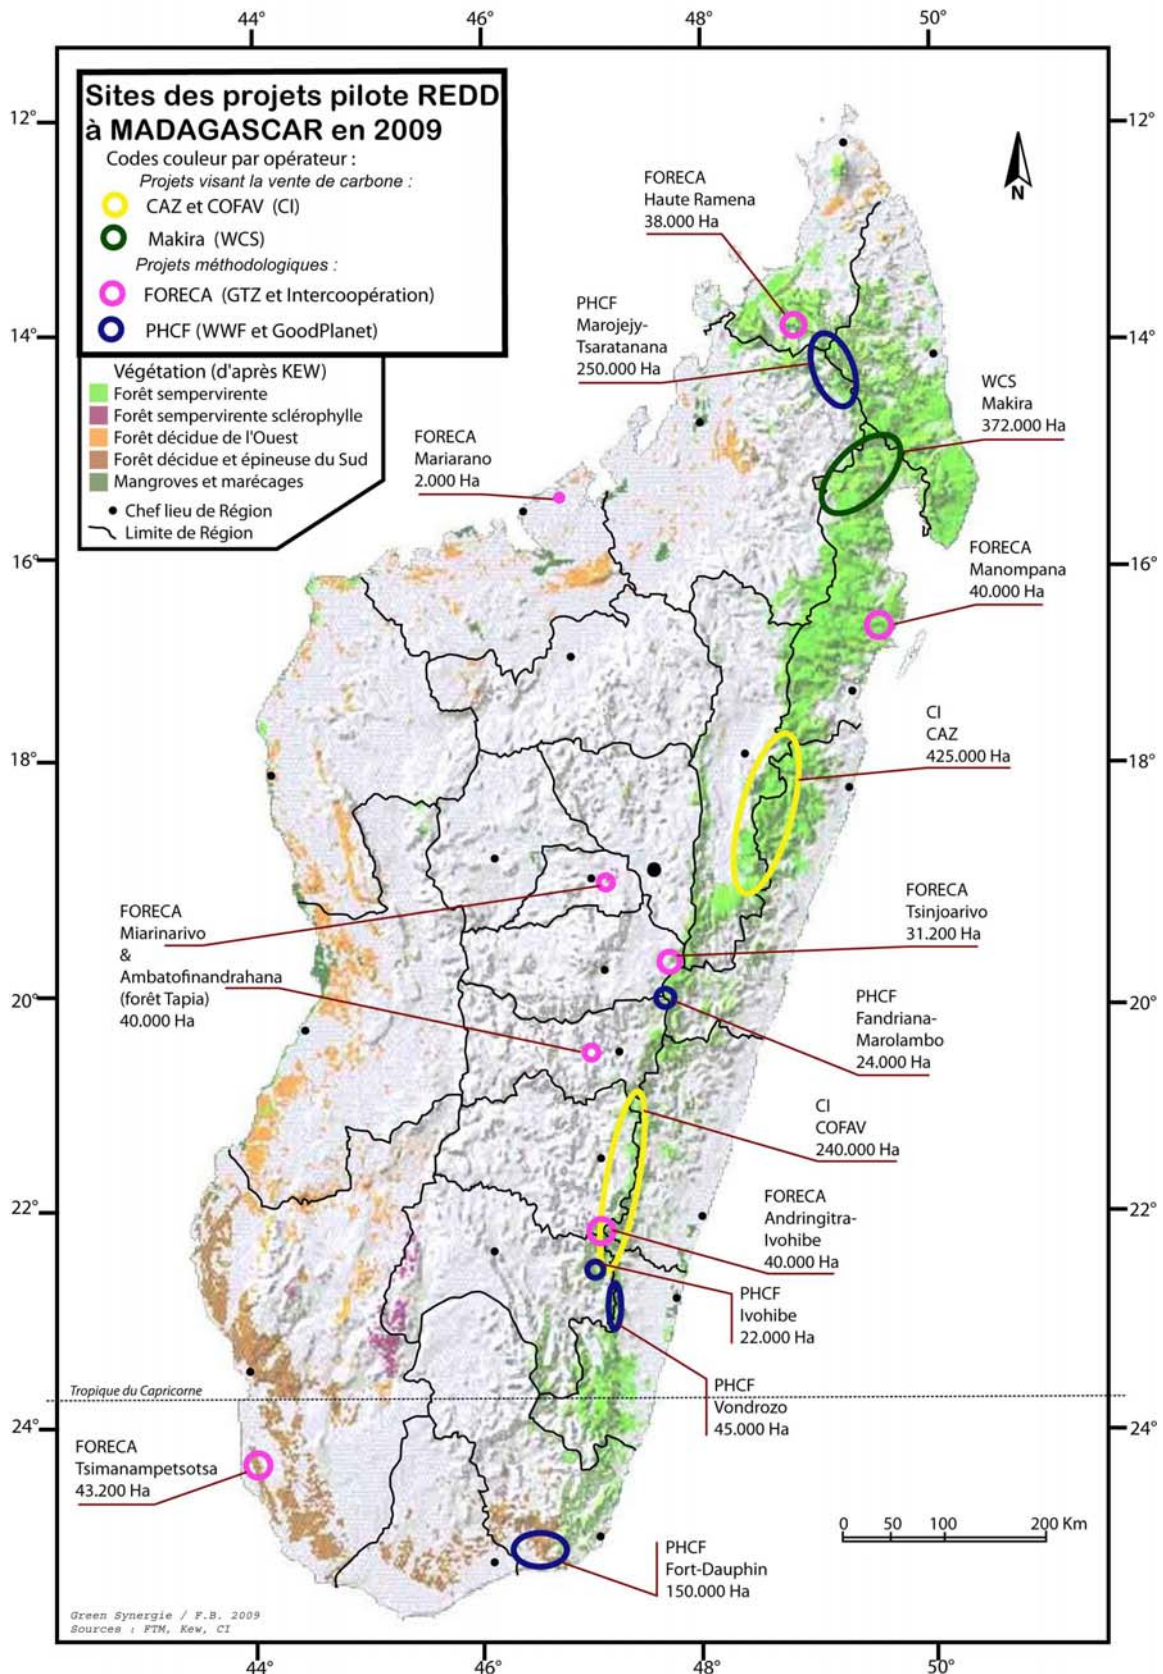 44°
46°
48°
50°
Sites des projets pilote REDD
à MADAGASCAR en 2009
Codes couleur par opérateur :
Projets visant la vente de carbone :
CAZ et COFAV (CI)
Makira (WCS)
Projets méthodologiques :
FORECA (GTZ et Intercoopération)
PHCF (WWF et GoodPlanet)
Végétation (d'après KEW)
Forêt sempervirente
Forêt sempervirente sclérophylle
Forêt décidue de l'Ouest
Forêt décidue et épineuse du Sud
Mangroves et marécages
Chef lieu de Région
Limite de Région
12°
12°
N
FORECA
Haute Ramena
38.000 Ha
PHCF
Marojejy-
Tsaratanana
250.000 Ha
14°
14°
WCS
Makira
372.000 Ha
FORECA
Mariarano
2.000 Ha
FORECA
Manompana
40.000 Ha
16°
16°
CI
CAZ
425.000 Ha
18°
18°
FORECA
Tsinjoarivo
31.200 Ha
FORECA
Miarinarivo
&
Ambatofinandrahana
(forêt Tapia)
40.000 Ha
20°
20°
PHCF
Fandriana-
Marolambo
24.000 Ha
CI
COFAV
240.000 Ha
FORECA
Andringitra-
Ivohibe
40.000 Ha
22°
22°
PHCF
Ivohibe
22.000 Ha
PHCF
Vondrozo
45.000 Ha
Tropique du Capricorne
24°
24°
FORECA
Tsimanampetsotsa
43.200 Ha
PHCF
Fort-Dauphin
150.000 Ha
0 50 100 200 Km
Green Synergie / F.B. 2009
Sources : FTM, Kew, CI
44°
46°
48°
50°